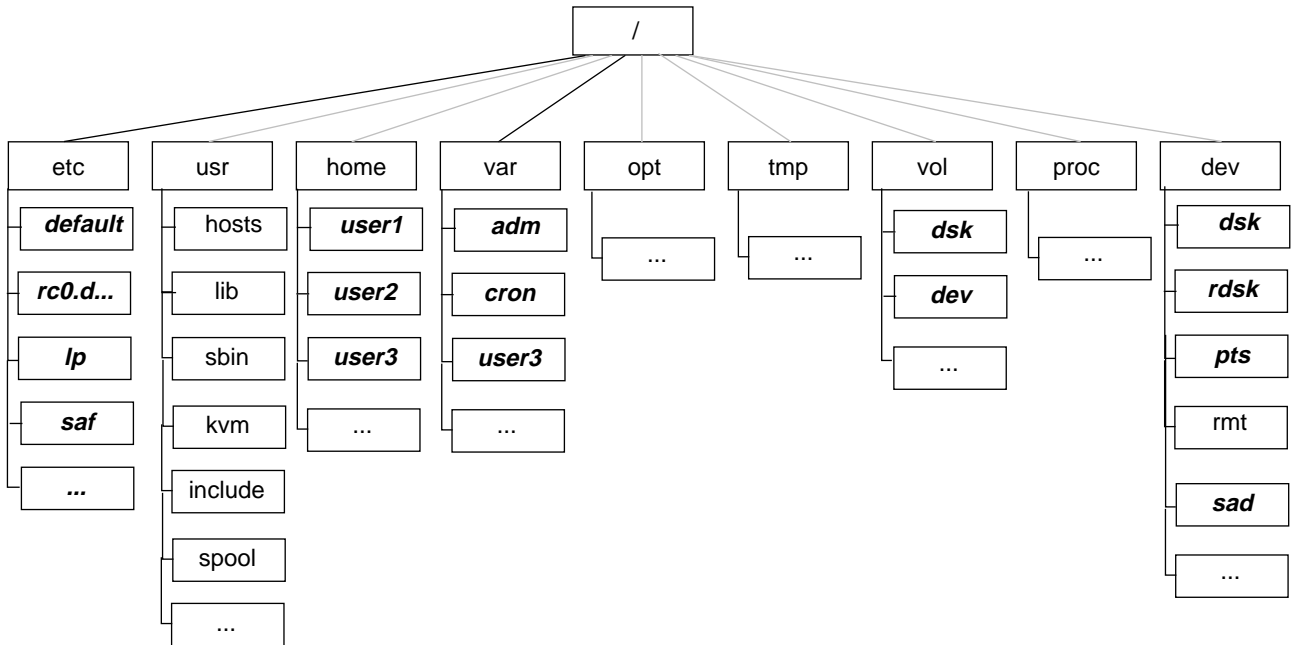 /
etc
usr
home
var
opt
tmp
vol
proc
dev
default
rc0.d...
lp
saf
...
hosts
lib
sbin
kvm
include
spool
...
user1
user2
user3
...
adm
cron
user3
...
...
...
dsk
dev
...
...
dsk
rdsk
pts
rmt
sad
...